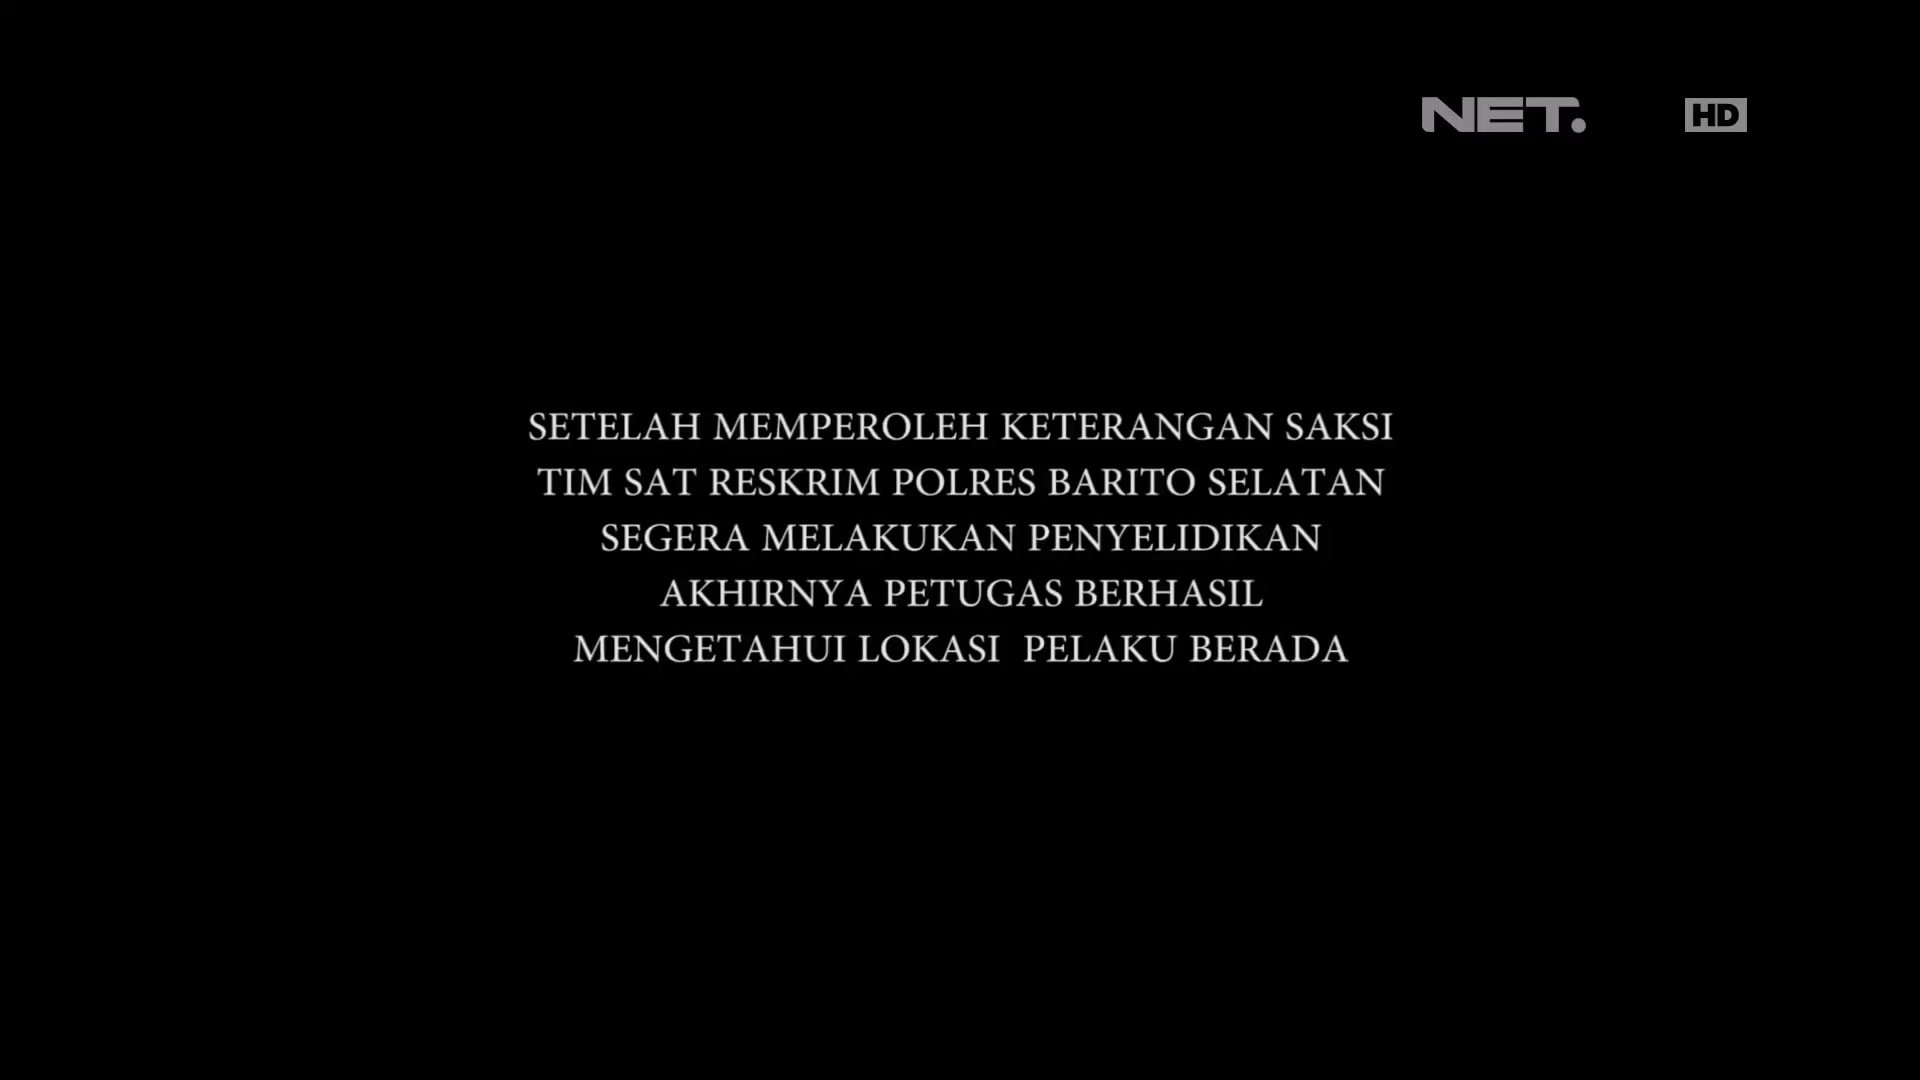 NET. HD
SETELAH MEMPEROLEH KETERANGAN SAKSI
TIM SAT RESKRIM POLRES BARITO SELATAN
SEGERA MELAKUKAN PENYELIDIKAN
AKHIRNYA PETUGAS BERHASIL
MENGETAHUI LOKASI  PELAKU BERADA